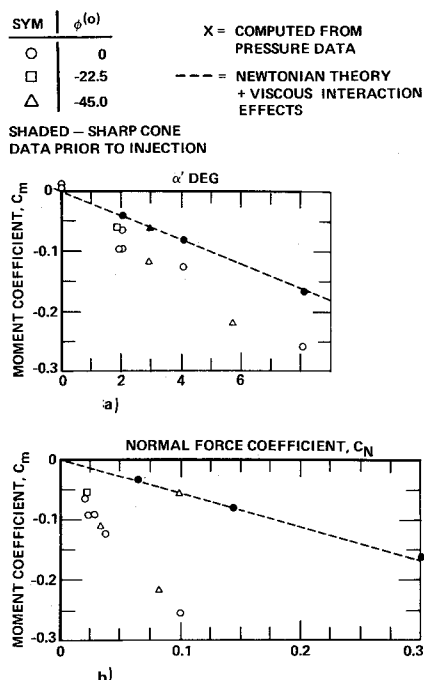 SYM ϕ(o)
○ 0
□ -22.5
△ -45.0
X = COMPUTED FROM
PRESSURE DATA
--- = NEWTONIAN THEORY
+ VISCOUS INTERACTION
EFFECTS
SHADED – SHARP CONE
DATA PRIOR TO INJECTION
α' DEG
MOMENT COEFFICIENT, Cm
0
-0.1
-0.2
-0.3
0 2 4 6
a)
NORMAL FORCE COEFFICIENT, CN
MOMENT COEFFICIENT, Cm
0
-0.1
-0.2
-0.3
0 0.1 0.2 0.3
b)